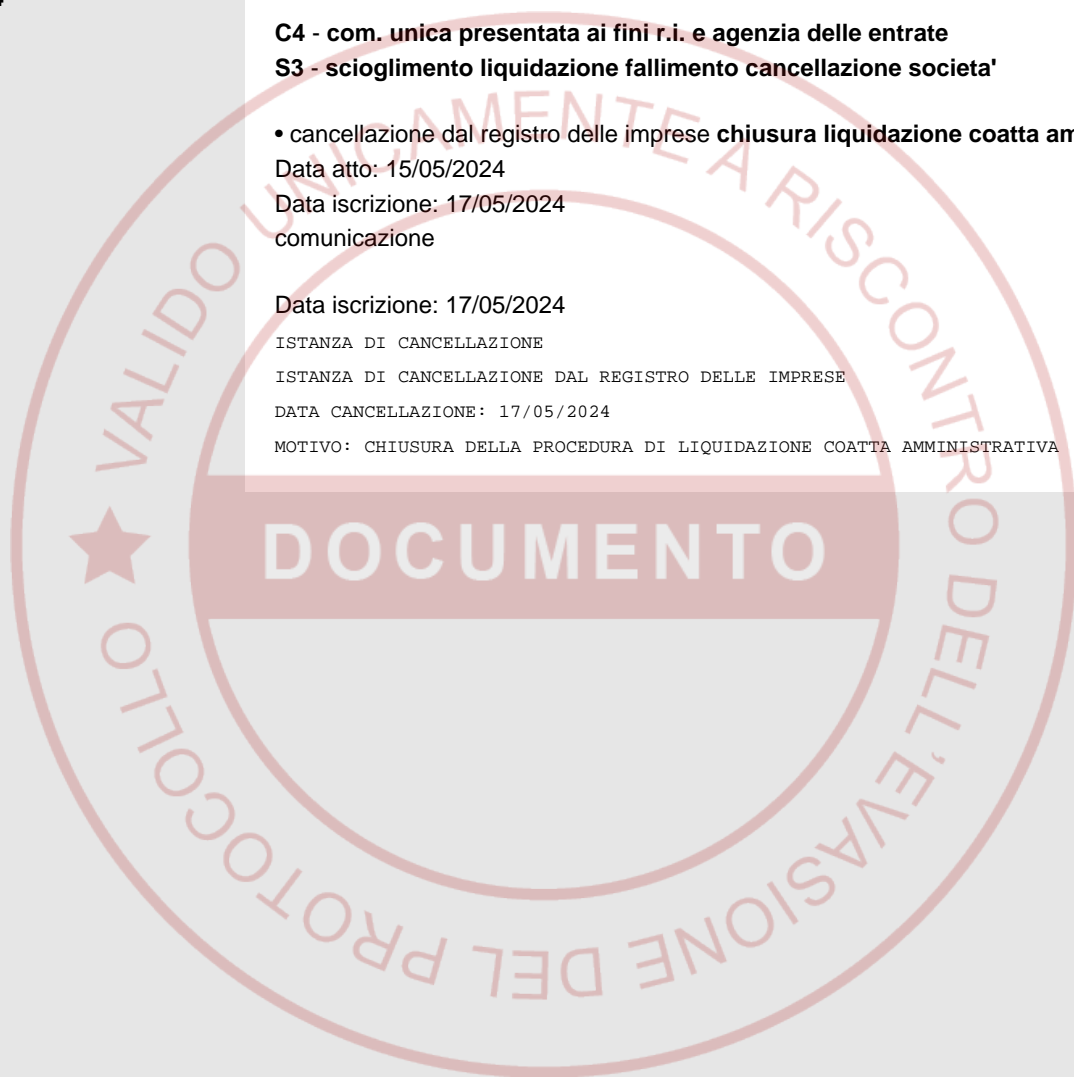 C4 - com. unica presentata ai fini r.i. e agenzia delle entrate
S3 - scioglimento liquidazione fallimento cancellazione societa'
• cancellazione dal registro delle imprese chiusura liquidazione coatta am
Data atto: 15/05/2024
Data iscrizione: 17/05/2024
comunicazione
Data iscrizione: 17/05/2024
ISTANZA DI CANCELLAZIONE
ISTANZA DI CANCELLAZIONE DAL REGISTRO DELLE IMPRESE
DATA CANCELLAZIONE: 17/05/2024
MOTIVO: CHIUSURA DELLA PROCEDURA DI LIQUIDAZIONE COATTA AMMINISTRATIVA
DOCUMENTO
VALIDO UNICAMENTE A RISCONTRO DELL'EVASIONE DEL PROTOCOLLO